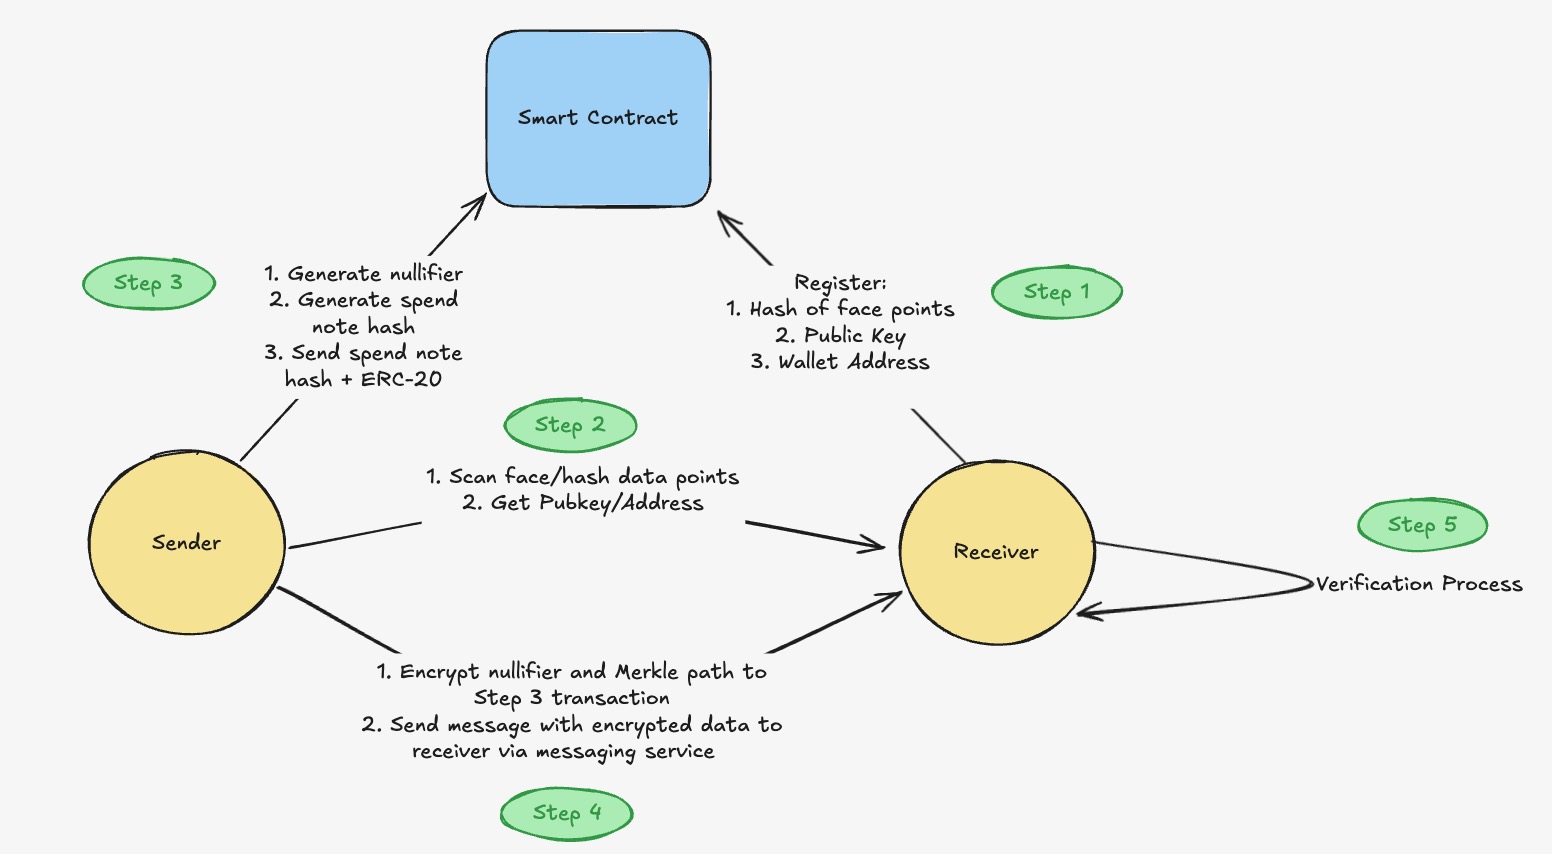 Smart Contract
Step 3
1. Generate nullifier
2. Generate spend
note hash
3. Send spend note
hash + ERC-20
Register:
1. Hash of face points
2. Public Key
3. Wallet Address
Step 1
Step 2
1. Scan face/hash data points
2. Get Pubkey/Address
Sender
Receiver
Step 5
Verification Process
1. Encrypt nullifier and Merkle path to
Step 3 transaction
2. Send message with encrypted data to
receiver via messaging service
Step 4